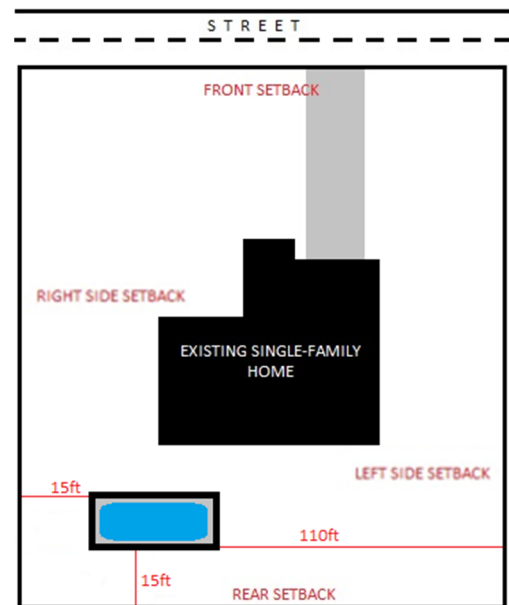 STREET
FRONT SETBACK
RIGHT SIDE SETBACK
EXISTING SINGLE-FAMILY
HOME
LEFT SIDE SETBACK
15ft
110ft
15ft
REAR SETBACK